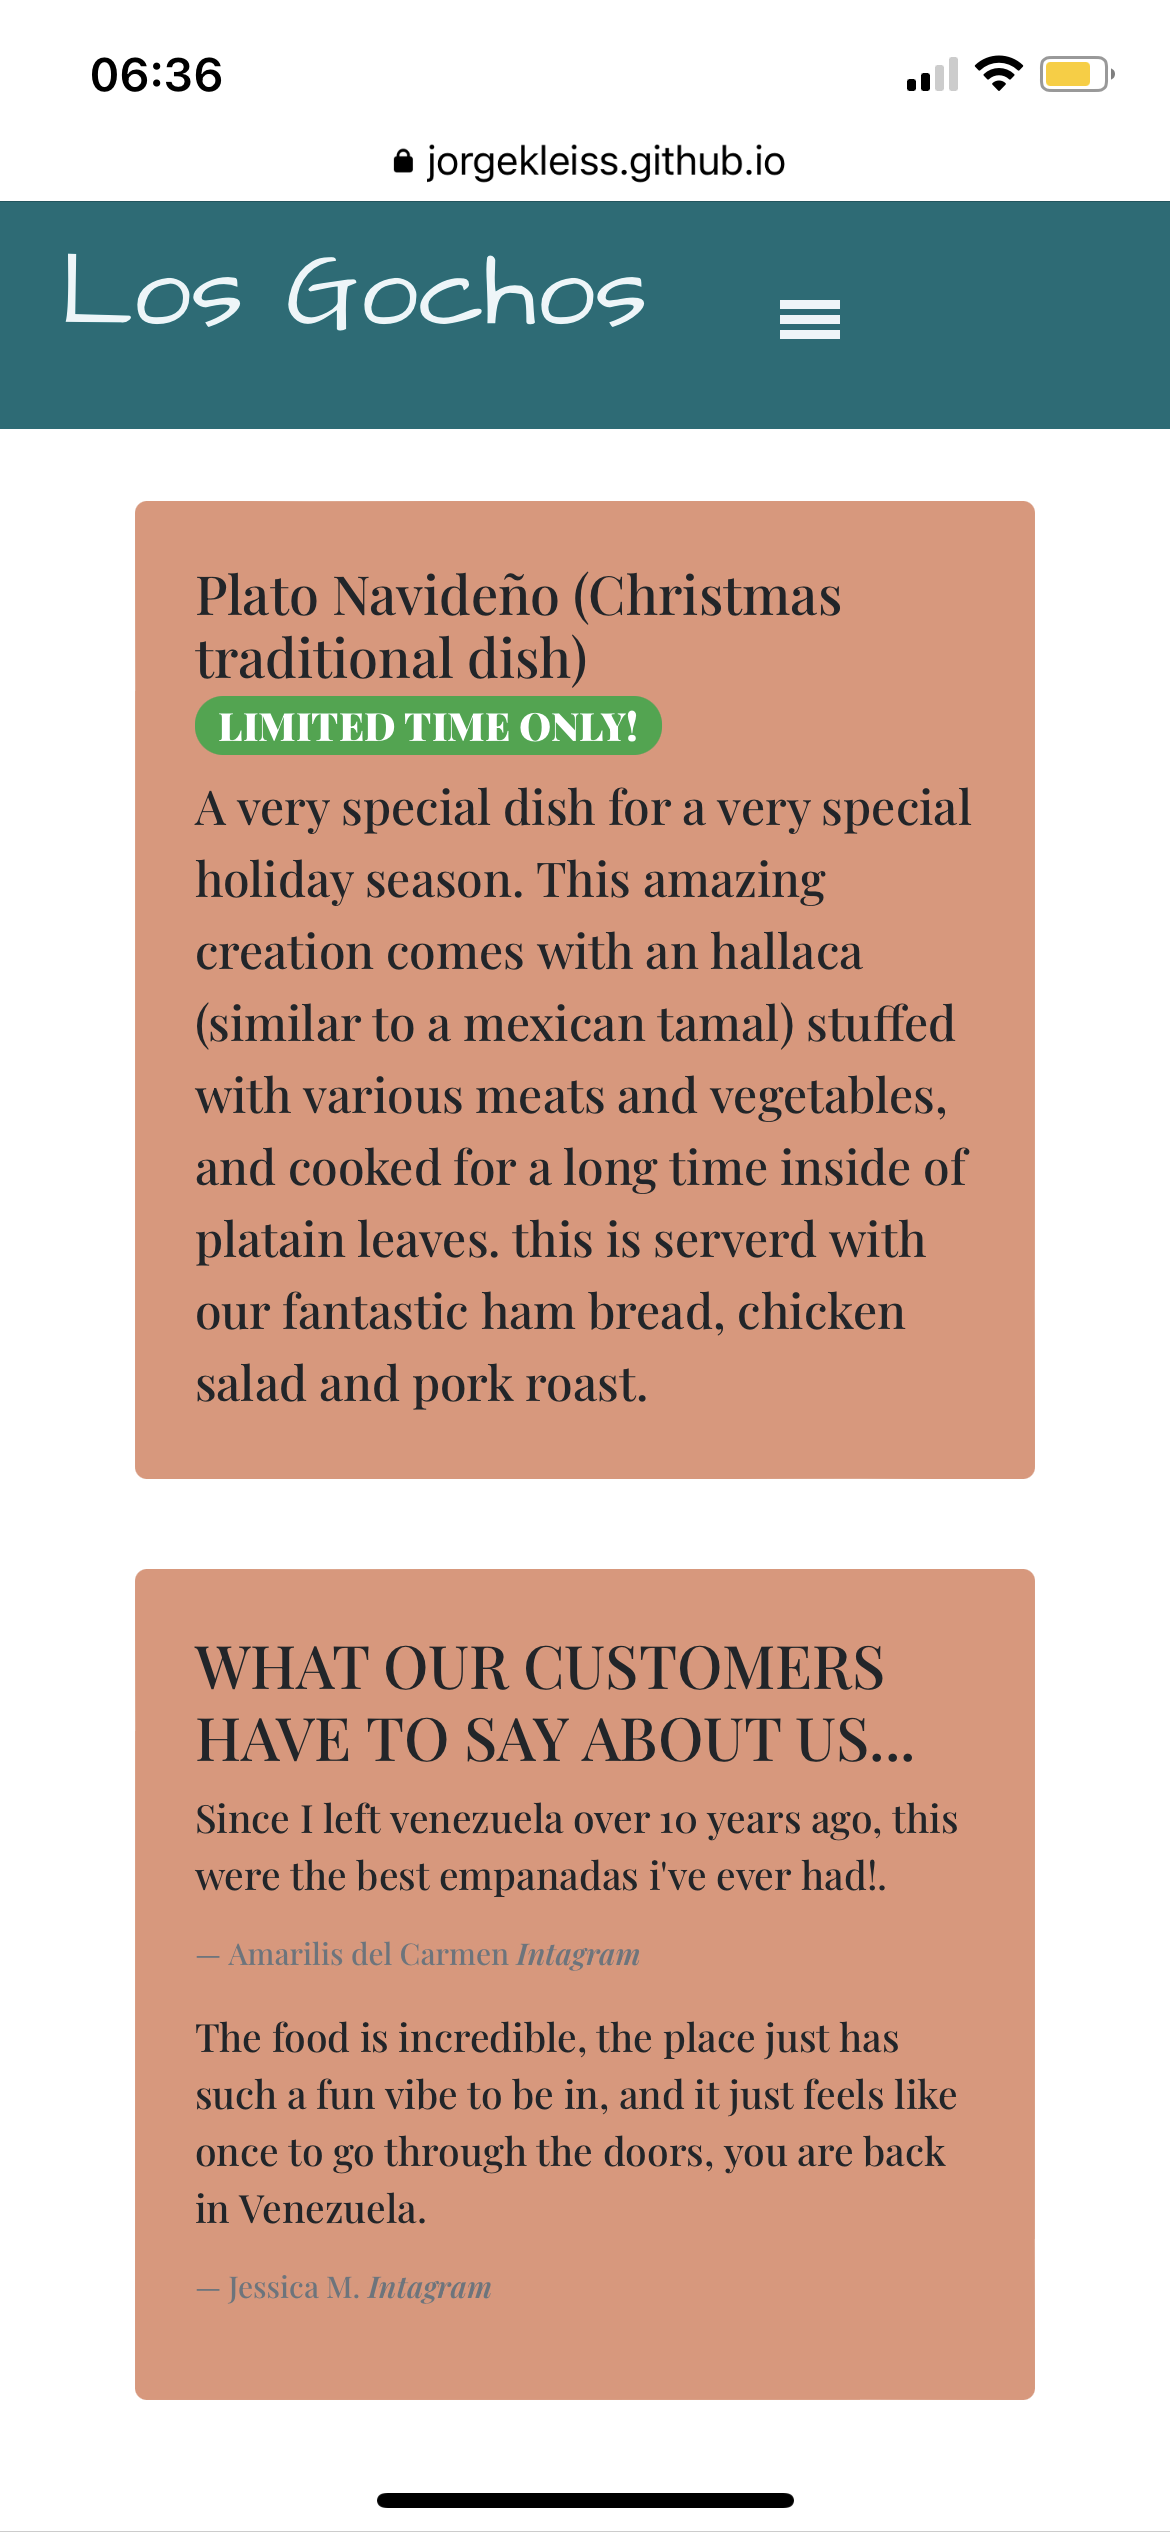 06:36
jorgekleiss.github.io
Los Gochos
Plato Navideño (Christmas
traditional dish)
LIMITED TIME ONLY!
A very special dish for a very special
holiday season. This amazing
creation comes with an hallaca
(similar to a mexican tamal) stuffed
with various meats and vegetables,
and cooked for a long time inside of
platain leaves. this is serverd with
our fantastic ham bread, chicken
salad and pork roast.
WHAT OUR CUSTOMERS
HAVE TO SAY ABOUT US...
Since I left venezuela over 10 years ago, this
were the best empanadas i've ever had!.
— Amarilis del Carmen Intagram
The food is incredible, the place just has
such a fun vibe to be in, and it just feels like
once to go through the doors, you are back
in Venezuela.
— Jessica M. Intagram